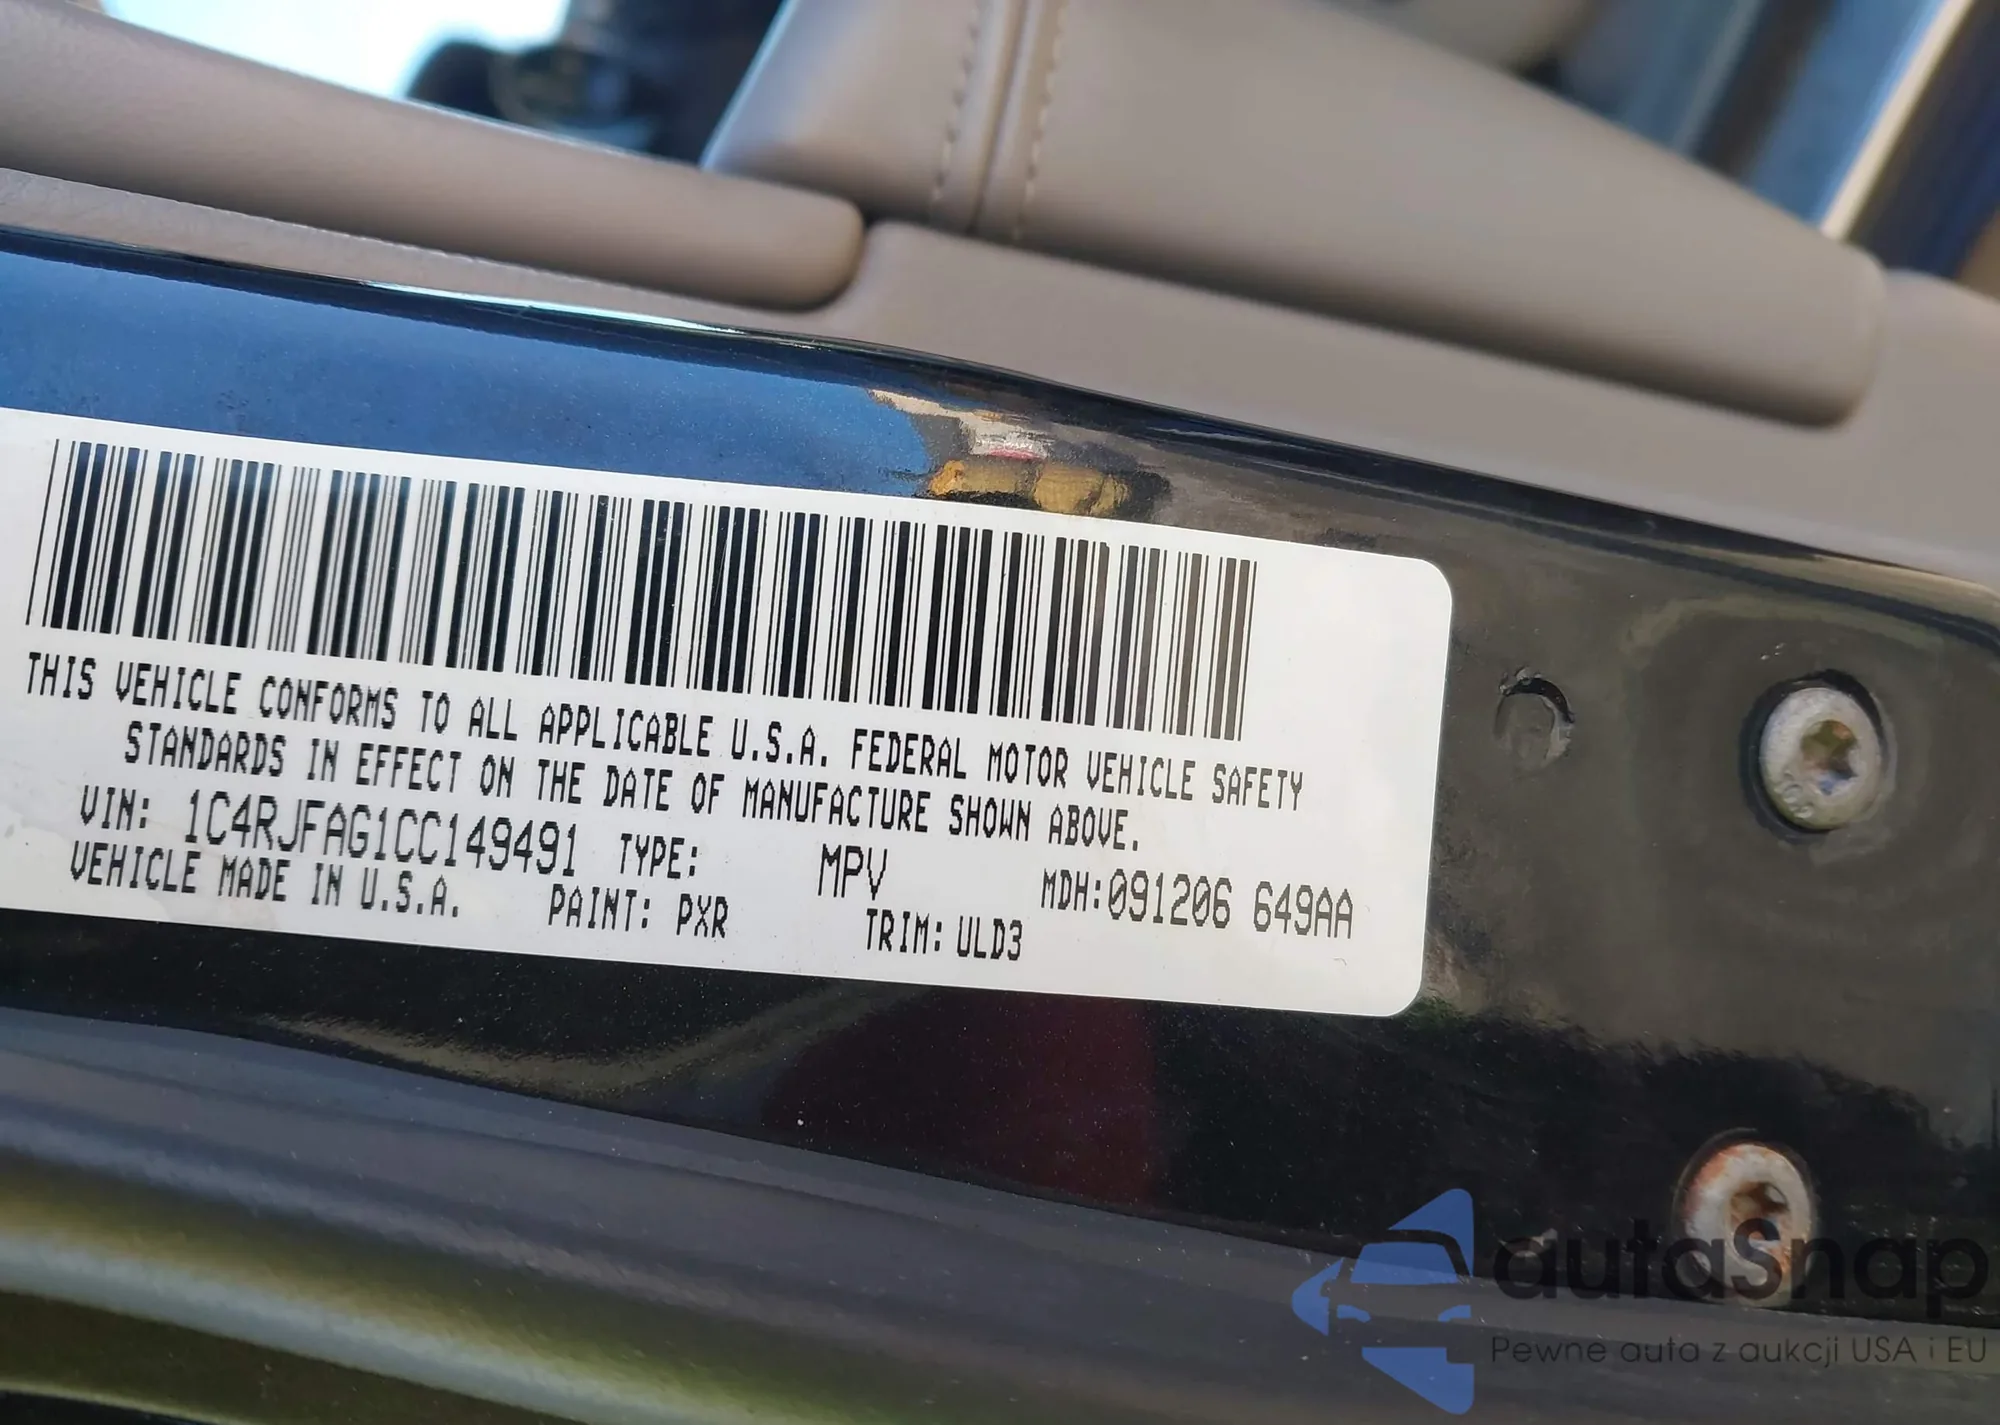 THIS VEHICLE CONFORMS TO ALL APPLICABLE U.S.A. FEDERAL MOTOR VEHICLE SAFETY
STANDARDS IN EFFECT ON THE DATE OF MANUFACTURE SHOWN ABOVE.
VIN: 1C4RJFAG1CC149491 TYPE: MPV MDH:091206 649AA
VEHICLE MADE IN U.S.A. PAINT: PXR TRIM: ULD3
autaSnap
Pewne auta z aukcji USA i EU